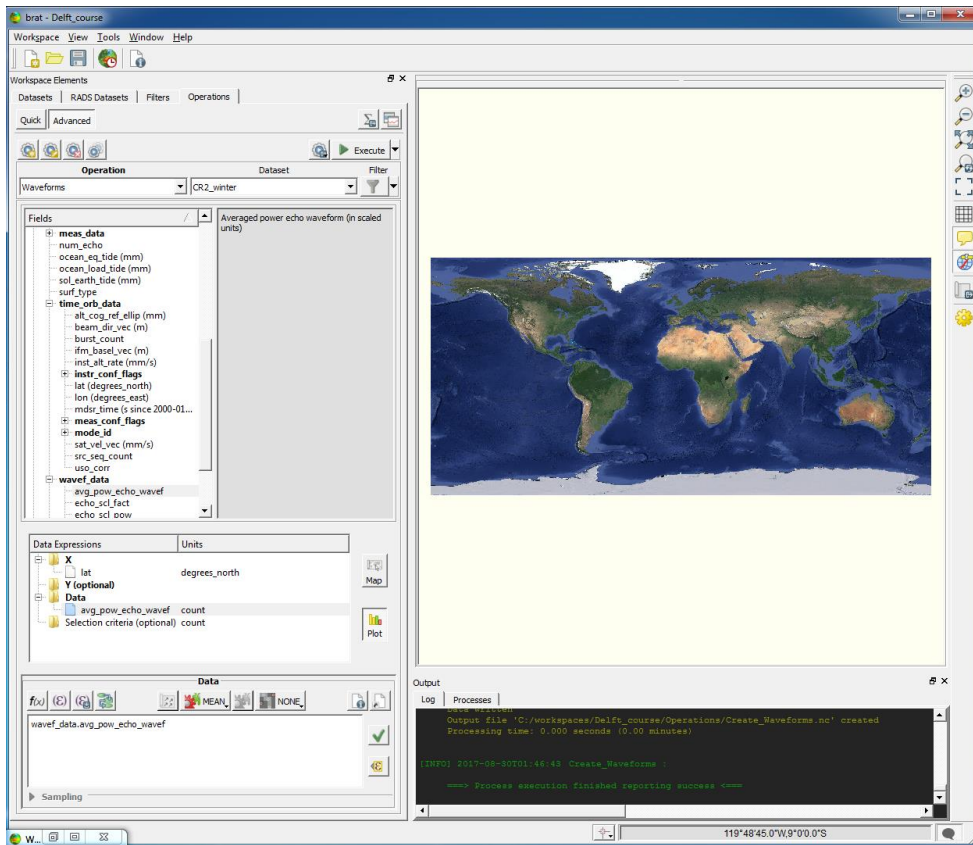 brat - Delft_course
Workspace View Tools Window Help
Workspace Elements
Datasets RADS Datasets Filters Operations
Quick Advanced
Execute
Operation Dataset Filter
Waveforms CR2_winter
Fields
Averaged power echo waveform (in scaled
units)
meas_data
num_echo
ocean_eq_tide (mm)
ocean_load_tide (mm)
sol_earth_tide (mm)
surf_type
time_orb_data
alt_cog_ref_ellip (mm)
beam_dir_vec (m)
burst_count
ifm_basel_vec (m)
inst_alt_rate (mm/s)
instr_conf_flags
lat (degrees_north)
lon (degrees_east)
mdsr_time (s since 2000-01...
meas_conf_flags
mode_id
sat_vel_vec (mm/s)
src_seq_count
uso_corr
wavef_data
avg_pow_echo_wavef
echo_scl_fact
echo_scl_pow
Data Expressions Units
X
lat degrees_north
Y (optional)
Data
avg_pow_echo_wavef count
Selection criteria (optional) count
Map
Plot
Data
f(x) (Ɛ) (Ɛ) MEAN NONE
wavef_data.avg_pow_echo_wavef
Sampling
Output
Log Processes
Data written
Output file 'C:/workspaces/Delft_course/Operations/Create_Waveforms.nc' created
Processing time: 0.000 seconds (0.00 minutes)
[INFO] 2017-08-30T01:46:43 Create_Waveforms :
===> Process execution finished reporting success <===
W...
119°48'45.0"W,9°0'0.0"S